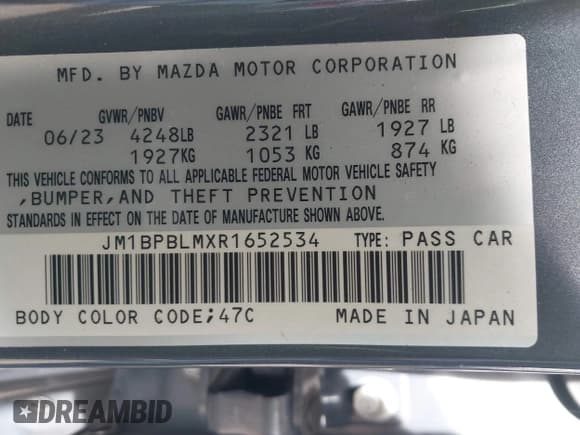 MFD. BY MAZDA MOTOR CORPORATION
DATE GVWR/PNBV GAWR/PNBE FRT GAWR/PNBE RR
06/23 4248LB 2321 LB 1927 LB
1927KG 1053 KG 874 KG
THIS VEHICLE CONFORMS TO ALL APPLICABLE FEDERAL MOTOR VEHICLE SAFETY
,BUMPER,AND THEFT PREVENTION
STANDARDS IN EFFECT ON THE DATE OF MANUFACTURE SHOWN ABOVE.
JM1BPBLMXR1652534 TYPE: PASS CAR
BODY COLOR CODE;47C MADE IN JAPAN
DREAMBID